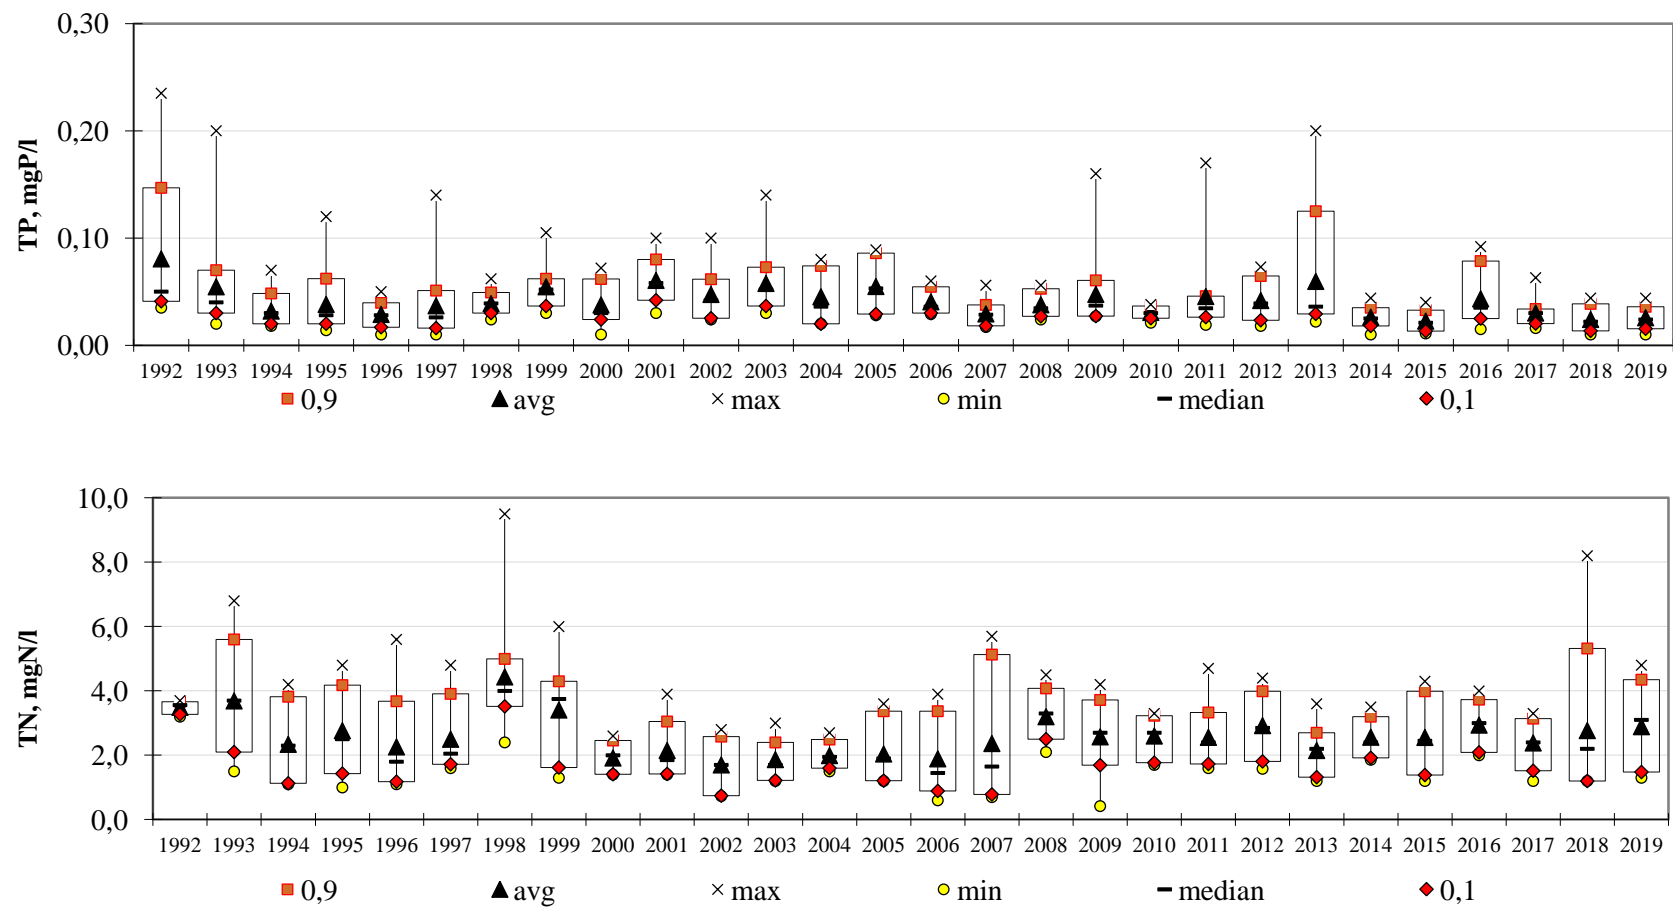 0,30
0,20
0,10
0,00
TP, mgP/l
1992 1993 1994 1995 1996 1997 1998 1999 2000 2001 2002 2003 2004 2005 2006 2007 2008 2009 2010 2011 2012 2013 2014 2015 2016 2017 2018 2019
0,9 avg max min median 0,1
10,0
8,0
6,0
4,0
2,0
0,0
TN, mgN/l
1992 1993 1994 1995 1996 1997 1998 1999 2000 2001 2002 2003 2004 2005 2006 2007 2008 2009 2010 2011 2012 2013 2014 2015 2016 2017 2018 2019
0,9 avg max min median 0,1